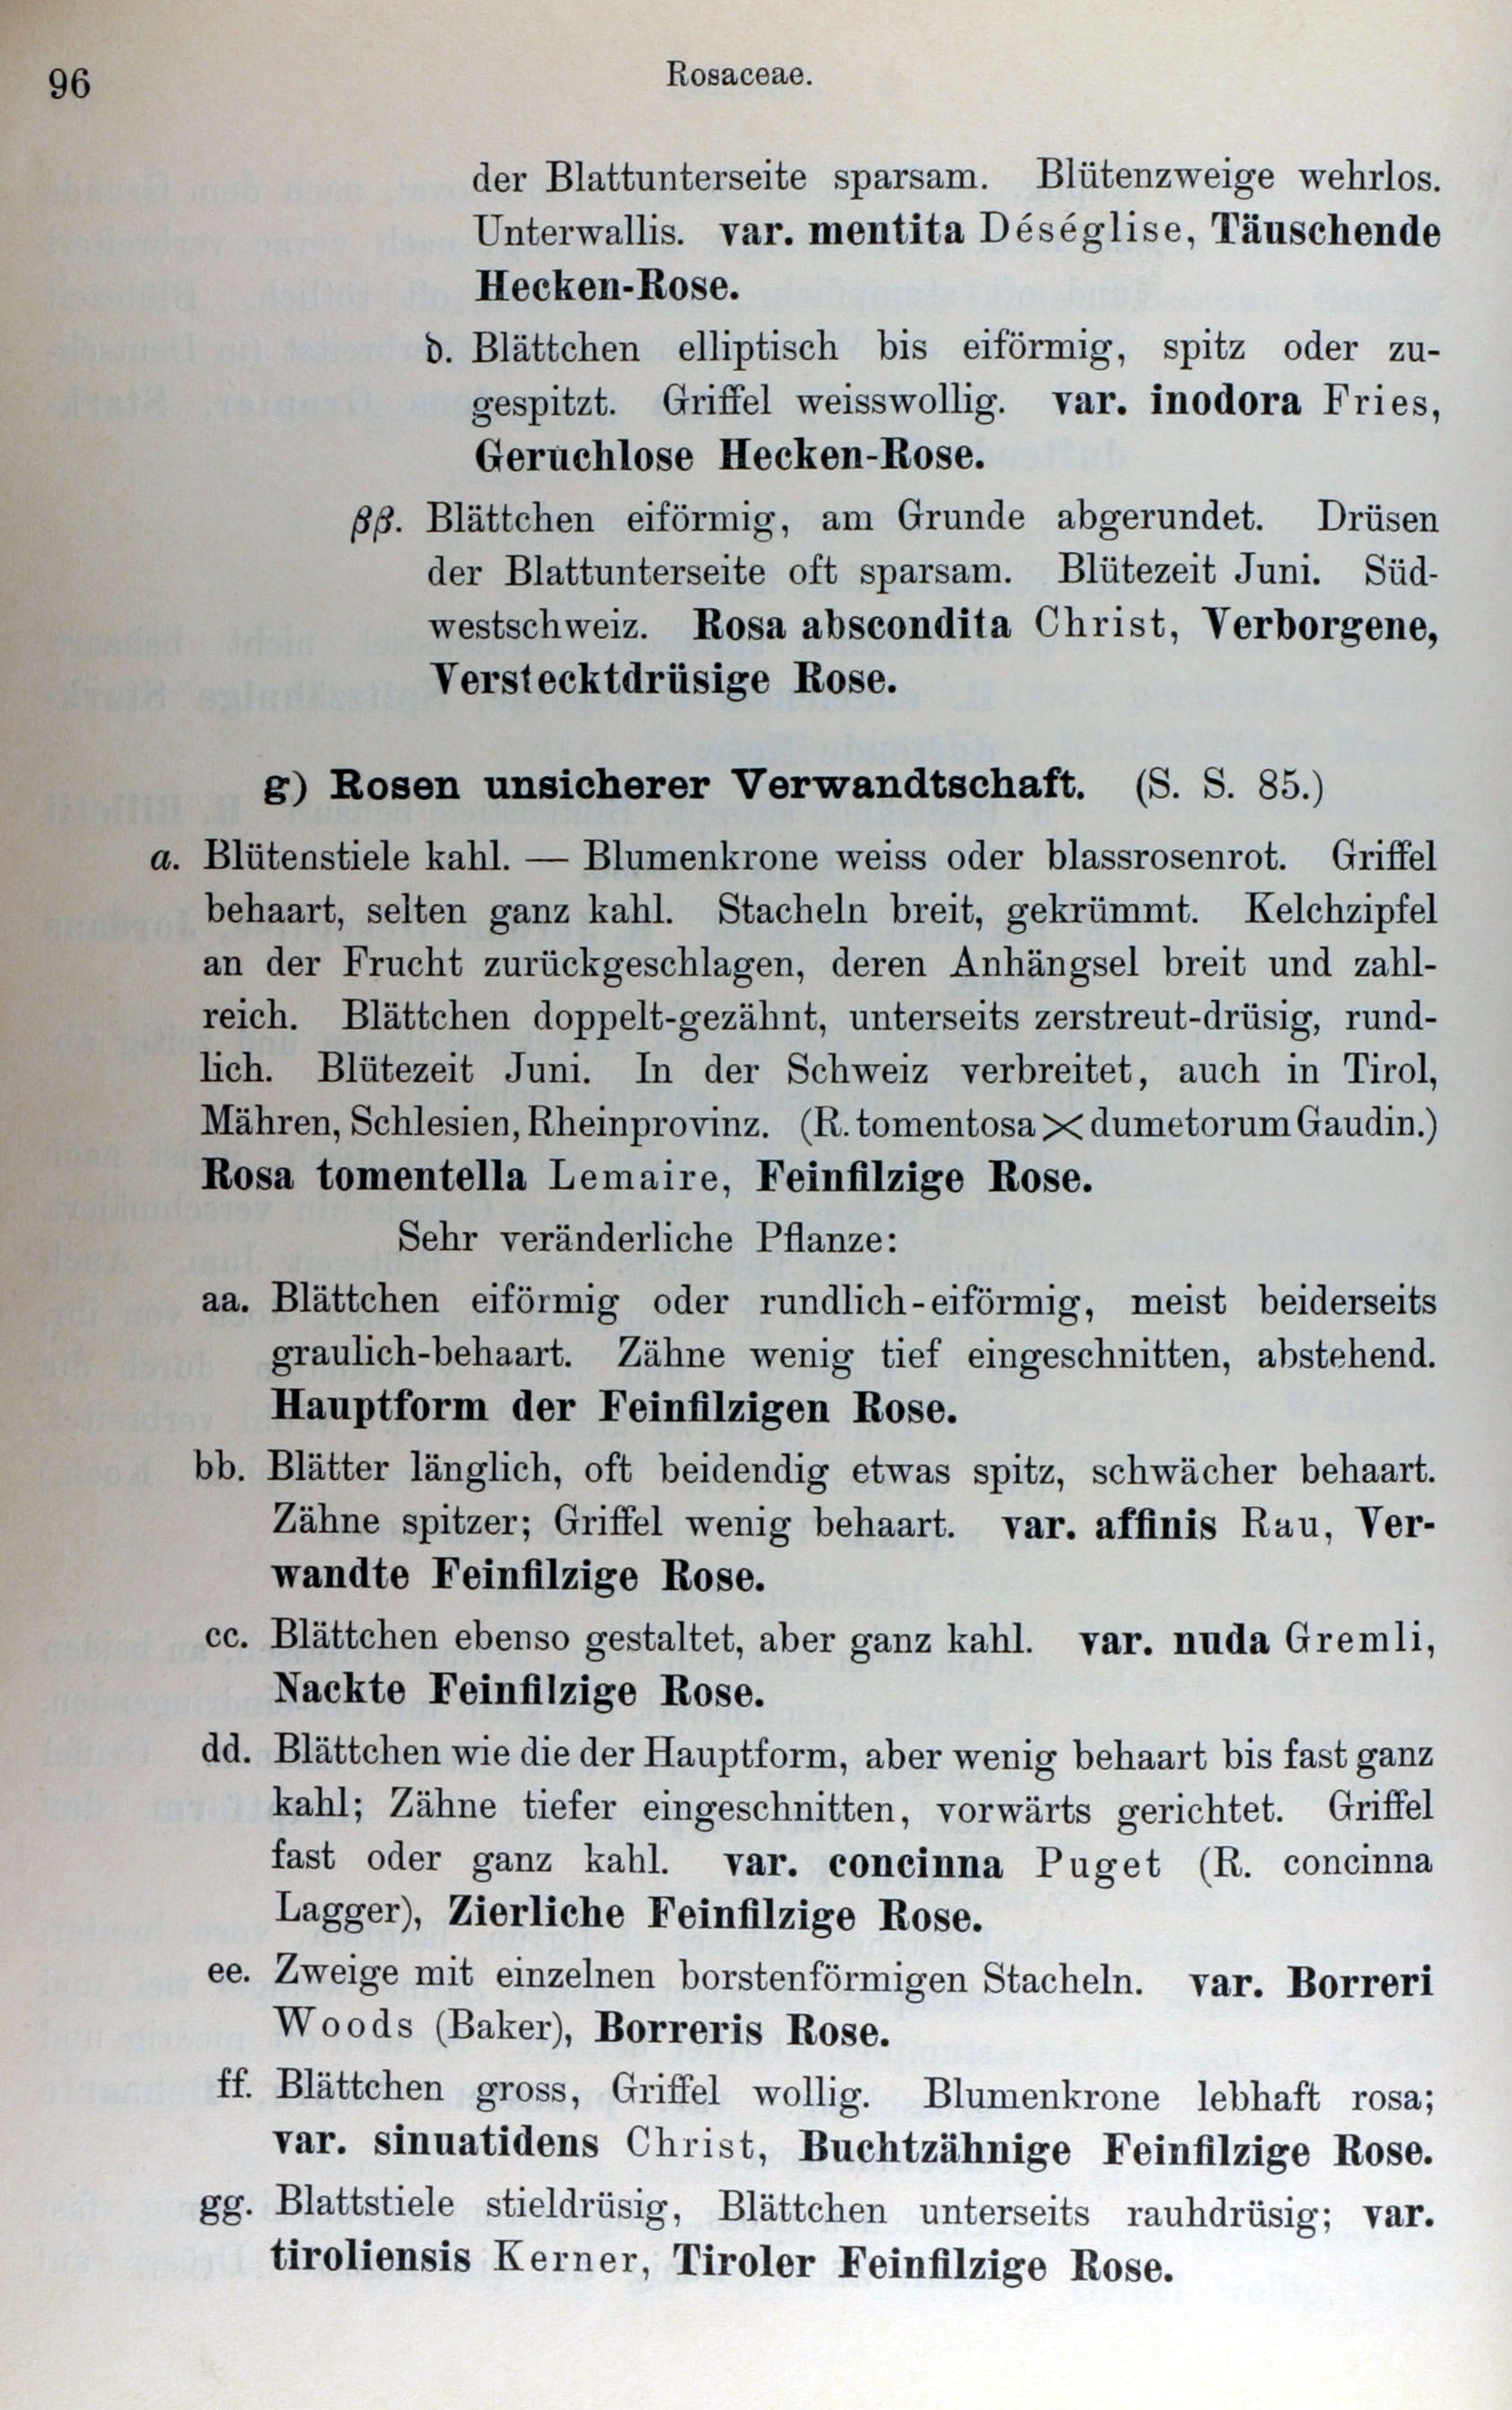 96
Rosaceae.
der Blattunterseite sparsam. Blütenzweige wehrlos.
Unterwallis. var. mentita Déséglise, Täuschende
Hecken-Rose.
d. Blättchen elliptisch bis eiförmig, spitz oder zu-
gespitzt. Griffel weisswollig. var. inodora Fries,
Geruchlose Hecken-Rose.
ββ. Blättchen eiförmig, am Grunde abgerundet. Drüsen
der Blattunterseite oft sparsam. Blütezeit Juni. Süd-
westschweiz. Rosa abscondita Christ, Verborgene,
Verstecktdrüsige Rose.
g) Rosen unsicherer Verwandtschaft. (S. S. 85.)
a. Blütenstiele kahl. — Blumenkrone weiss oder blassrosenrot. Griffel
behaart, selten ganz kahl. Stacheln breit, gekrümmt. Kelchzipfel
an der Frucht zurückgeschlagen, deren Anhängsel breit und zahl-
reich. Blättchen doppelt-gezähnt, unterseits zerstreut-drüsig, rund-
lich. Blütezeit Juni. In der Schweiz verbreitet, auch in Tirol,
Mähren, Schlesien, Rheinprovinz. (R. tomentosa × dumetorum Gaudin.)
Rosa tomentella Lemaire, Feinfilzige Rose.
Sehr veränderliche Pflanze:
aa. Blättchen eiförmig oder rundlich-eiförmig, meist beiderseits
graulich-behaart. Zähne wenig tief eingeschnitten, abstehend.
Hauptform der Feinfilzigen Rose.
bb. Blätter länglich, oft beidendig etwas spitz, schwächer behaart.
Zähne spitzer; Griffel wenig behaart. var. affinis Rau, Ver-
wandte Feinfilzige Rose.
cc. Blättchen ebenso gestaltet, aber ganz kahl. var. nuda Gremli,
Nackte Feinfilzige Rose.
dd. Blättchen wie die der Hauptform, aber wenig behaart bis fast ganz
kahl; Zähne tiefer eingeschnitten, vorwärts gerichtet. Griffel
fast oder ganz kahl. var. concinna Puget (R. concinna
Lagger), Zierliche Feinfilzige Rose.
ee. Zweige mit einzelnen borstenförmigen Stacheln. var. Borreri
Woods (Baker), Borreris Rose.
ff. Blättchen gross, Griffel wollig. Blumenkrone lebhaft rosa;
var. sinuatidens Christ, Buchtzähnige Feinfilzige Rose.
gg. Blattstiele stieldrüsig, Blättchen unterseits rauhdrüsig; var.
tiroliensis Kerner, Tiroler Feinfilzige Rose.